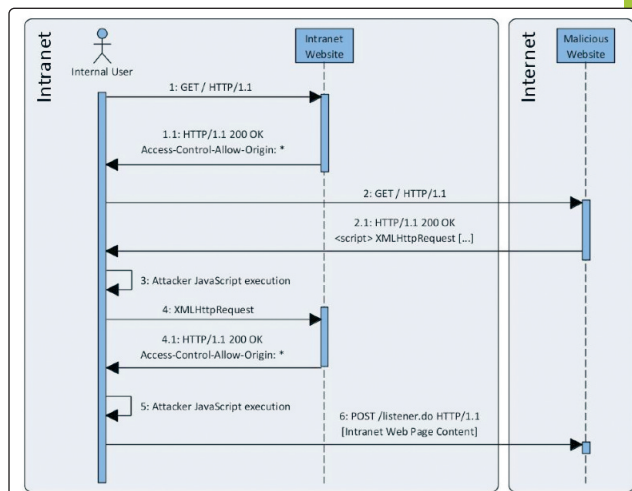 Intranet
Internal User
Intranet
Website
Internet
Malicious
Website
1: GET / HTTP/1.1
1.1: HTTP/1.1 200 OK
Access-Control-Allow-Origin: *
2: GET / HTTP/1.1
2.1: HTTP/1.1 200 OK
<script> XMLHttpRequest [...]
3: Attacker JavaScript execution
4: XMLHttpRequest
4.1: HTTP/1.1 200 OK
Access-Control-Allow-Origin: *
5: Attacker JavaScript execution
6: POST /listener.do HTTP/1.1
[Intranet Web Page Content]